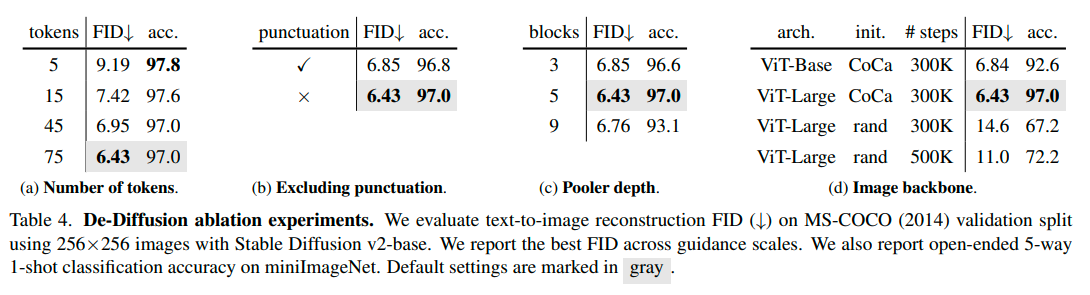 tokens FID↓ acc.
5 9.19 97.8
15 7.42 97.6
45 6.95 97.0
75 6.43 97.0
(a) Number of tokens.
punctuation FID↓ acc.
✓ 6.85 96.8
× 6.43 97.0
(b) Excluding punctuation.
blocks FID↓ acc.
3 6.85 96.6
5 6.43 97.0
9 6.76 93.1
(c) Pooler depth.
arch. init. # steps FID↓ acc.
ViT-Base CoCa 300K 6.84 92.6
ViT-Large CoCa 300K 6.43 97.0
ViT-Large rand 300K 14.6 67.2
ViT-Large rand 500K 11.0 72.2
(d) Image backbone.
Table 4. De-Diffusion ablation experiments. We evaluate text-to-image reconstruction FID (↓) on MS-COCO (2014) validation split
using 256×256 images with Stable Diffusion v2-base. We report the best FID across guidance scales. We also report open-ended 5-way
1-shot classification accuracy on miniImageNet. Default settings are marked in gray .